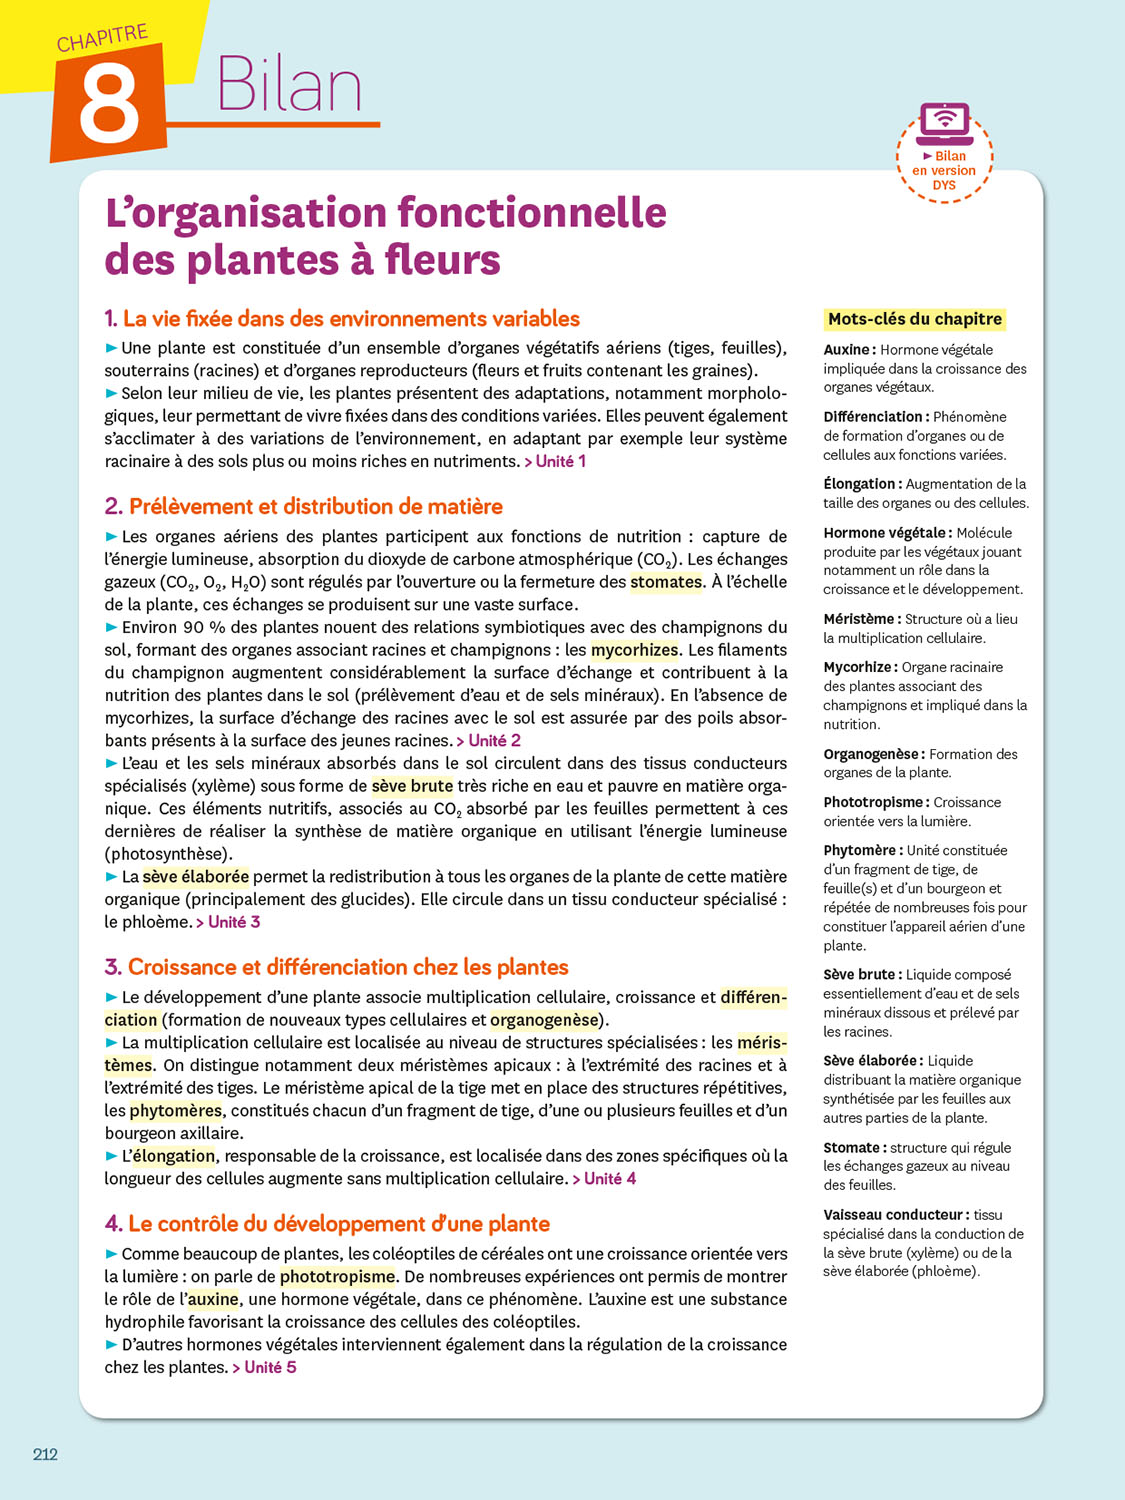 CHAPITRE
8
Bilan
► Bilan
en version
DYS
L’organisation fonctionnelle
des plantes à fleurs
1. La vie fixée dans des environnements variables
► Une plante est constituée d’un ensemble d’organes végétatifs aériens (tiges, feuilles),
souterrains (racines) et d’organes reproducteurs (fleurs et fruits contenant les graines).
► Selon leur milieu de vie, les plantes présentent des adaptations, notamment morpholo-
giques, leur permettant de vivre fixées dans des conditions variées. Elles peuvent également
s’acclimater à des variations de l’environnement, en adaptant par exemple leur système
racinaire à des sols plus ou moins riches en nutriments. > Unité 1
2. Prélèvement et distribution de matière
► Les organes aériens des plantes participent aux fonctions de nutrition : capture de
l’énergie lumineuse, absorption du dioxyde de carbone atmosphérique (CO₂). Les échanges
gazeux (CO₂, O₂, H₂O) sont régulés par l’ouverture ou la fermeture des stomates. À l’échelle
de la plante, ces échanges se produisent sur une vaste surface.
► Environ 90 % des plantes nouent des relations symbiotiques avec des champignons du
sol, formant des organes associant racines et champignons : les mycorhizes. Les filaments
du champignon augmentent considérablement la surface d’échange et contribuent à la
nutrition des plantes dans le sol (prélèvement d’eau et de sels minéraux). En l’absence de
mycorhizes, la surface d’échange des racines avec le sol est assurée par des poils absor-
bants présents à la surface des jeunes racines. > Unité 2
► L’eau et les sels minéraux absorbés dans le sol circulent dans des tissus conducteurs
spécialisés (xylème) sous forme de sève brute très riche en eau et pauvre en matière orga-
nique. Ces éléments nutritifs, associés au CO₂ absorbé par les feuilles permettent à ces
dernières de réaliser la synthèse de matière organique en utilisant l’énergie lumineuse
(photosynthèse).
► La sève élaborée permet la redistribution à tous les organes de la plante de cette matière
organique (principalement des glucides). Elle circule dans un tissu conducteur spécialisé :
le phloème. > Unité 3
3. Croissance et différenciation chez les plantes
► Le développement d’une plante associe multiplication cellulaire, croissance et différen-
ciation (formation de nouveaux types cellulaires et organogenèse).
► La multiplication cellulaire est localisée au niveau de structures spécialisées : les méris-
tèmes. On distingue notamment deux méristèmes apicaux : à l’extrémité des racines et à
l’extrémité des tiges. Le méristème apical de la tige met en place des structures répétitives,
les phytomères, constitués chacun d’un fragment de tige, d’une ou plusieurs feuilles et d’un
bourgeon axillaire.
► L’élongation, responsable de la croissance, est localisée dans des zones spécifiques où la
longueur des cellules augmente sans multiplication cellulaire. > Unité 4
4. Le contrôle du développement d’une plante
► Comme beaucoup de plantes, les coléoptiles de céréales ont une croissance orientée vers
la lumière : on parle de phototropisme. De nombreuses expériences ont permis de montrer
le rôle de l’auxine, une hormone végétale, dans ce phénomène. L’auxine est une substance
hydrophile favorisant la croissance des cellules des coléoptiles.
► D’autres hormones végétales interviennent également dans la régulation de la croissance
chez les plantes. > Unité 5
Mots-clés du chapitre
Auxine : Hormone végétale
impliquée dans la croissance des
organes végétaux.
Différenciation : Phénomène
de formation d’organes ou de
cellules aux fonctions variées.
Élongation : Augmentation de la
taille des organes ou des cellules.
Hormone végétale : Molécule
produite par les végétaux jouant
notamment un rôle dans la
croissance et le développement.
Méristème : Structure où a lieu
la multiplication cellulaire.
Mycorhize : Organe racinaire
des plantes associant des
champignons et impliqué dans la
nutrition.
Organogenèse : Formation des
organes de la plante.
Phototropisme : Croissance
orientée vers la lumière.
Phytomère : Unité constituée
d’un fragment de tige, de
feuille(s) et d’un bourgeon et
répétée de nombreuses fois pour
constituer l’appareil aérien d’une
plante.
Sève brute : Liquide composé
essentiellement d’eau et de sels
minéraux dissous et prélevé par
les racines.
Sève élaborée : Liquide
distribuant la matière organique
synthétisée par les feuilles aux
autres parties de la plante.
Stomate : structure qui régule
les échanges gazeux au niveau
des feuilles.
Vaisseau conducteur : tissu
spécialisé dans la conduction de
la sève brute (xylème) ou de la
sève élaborée (phloème).
212